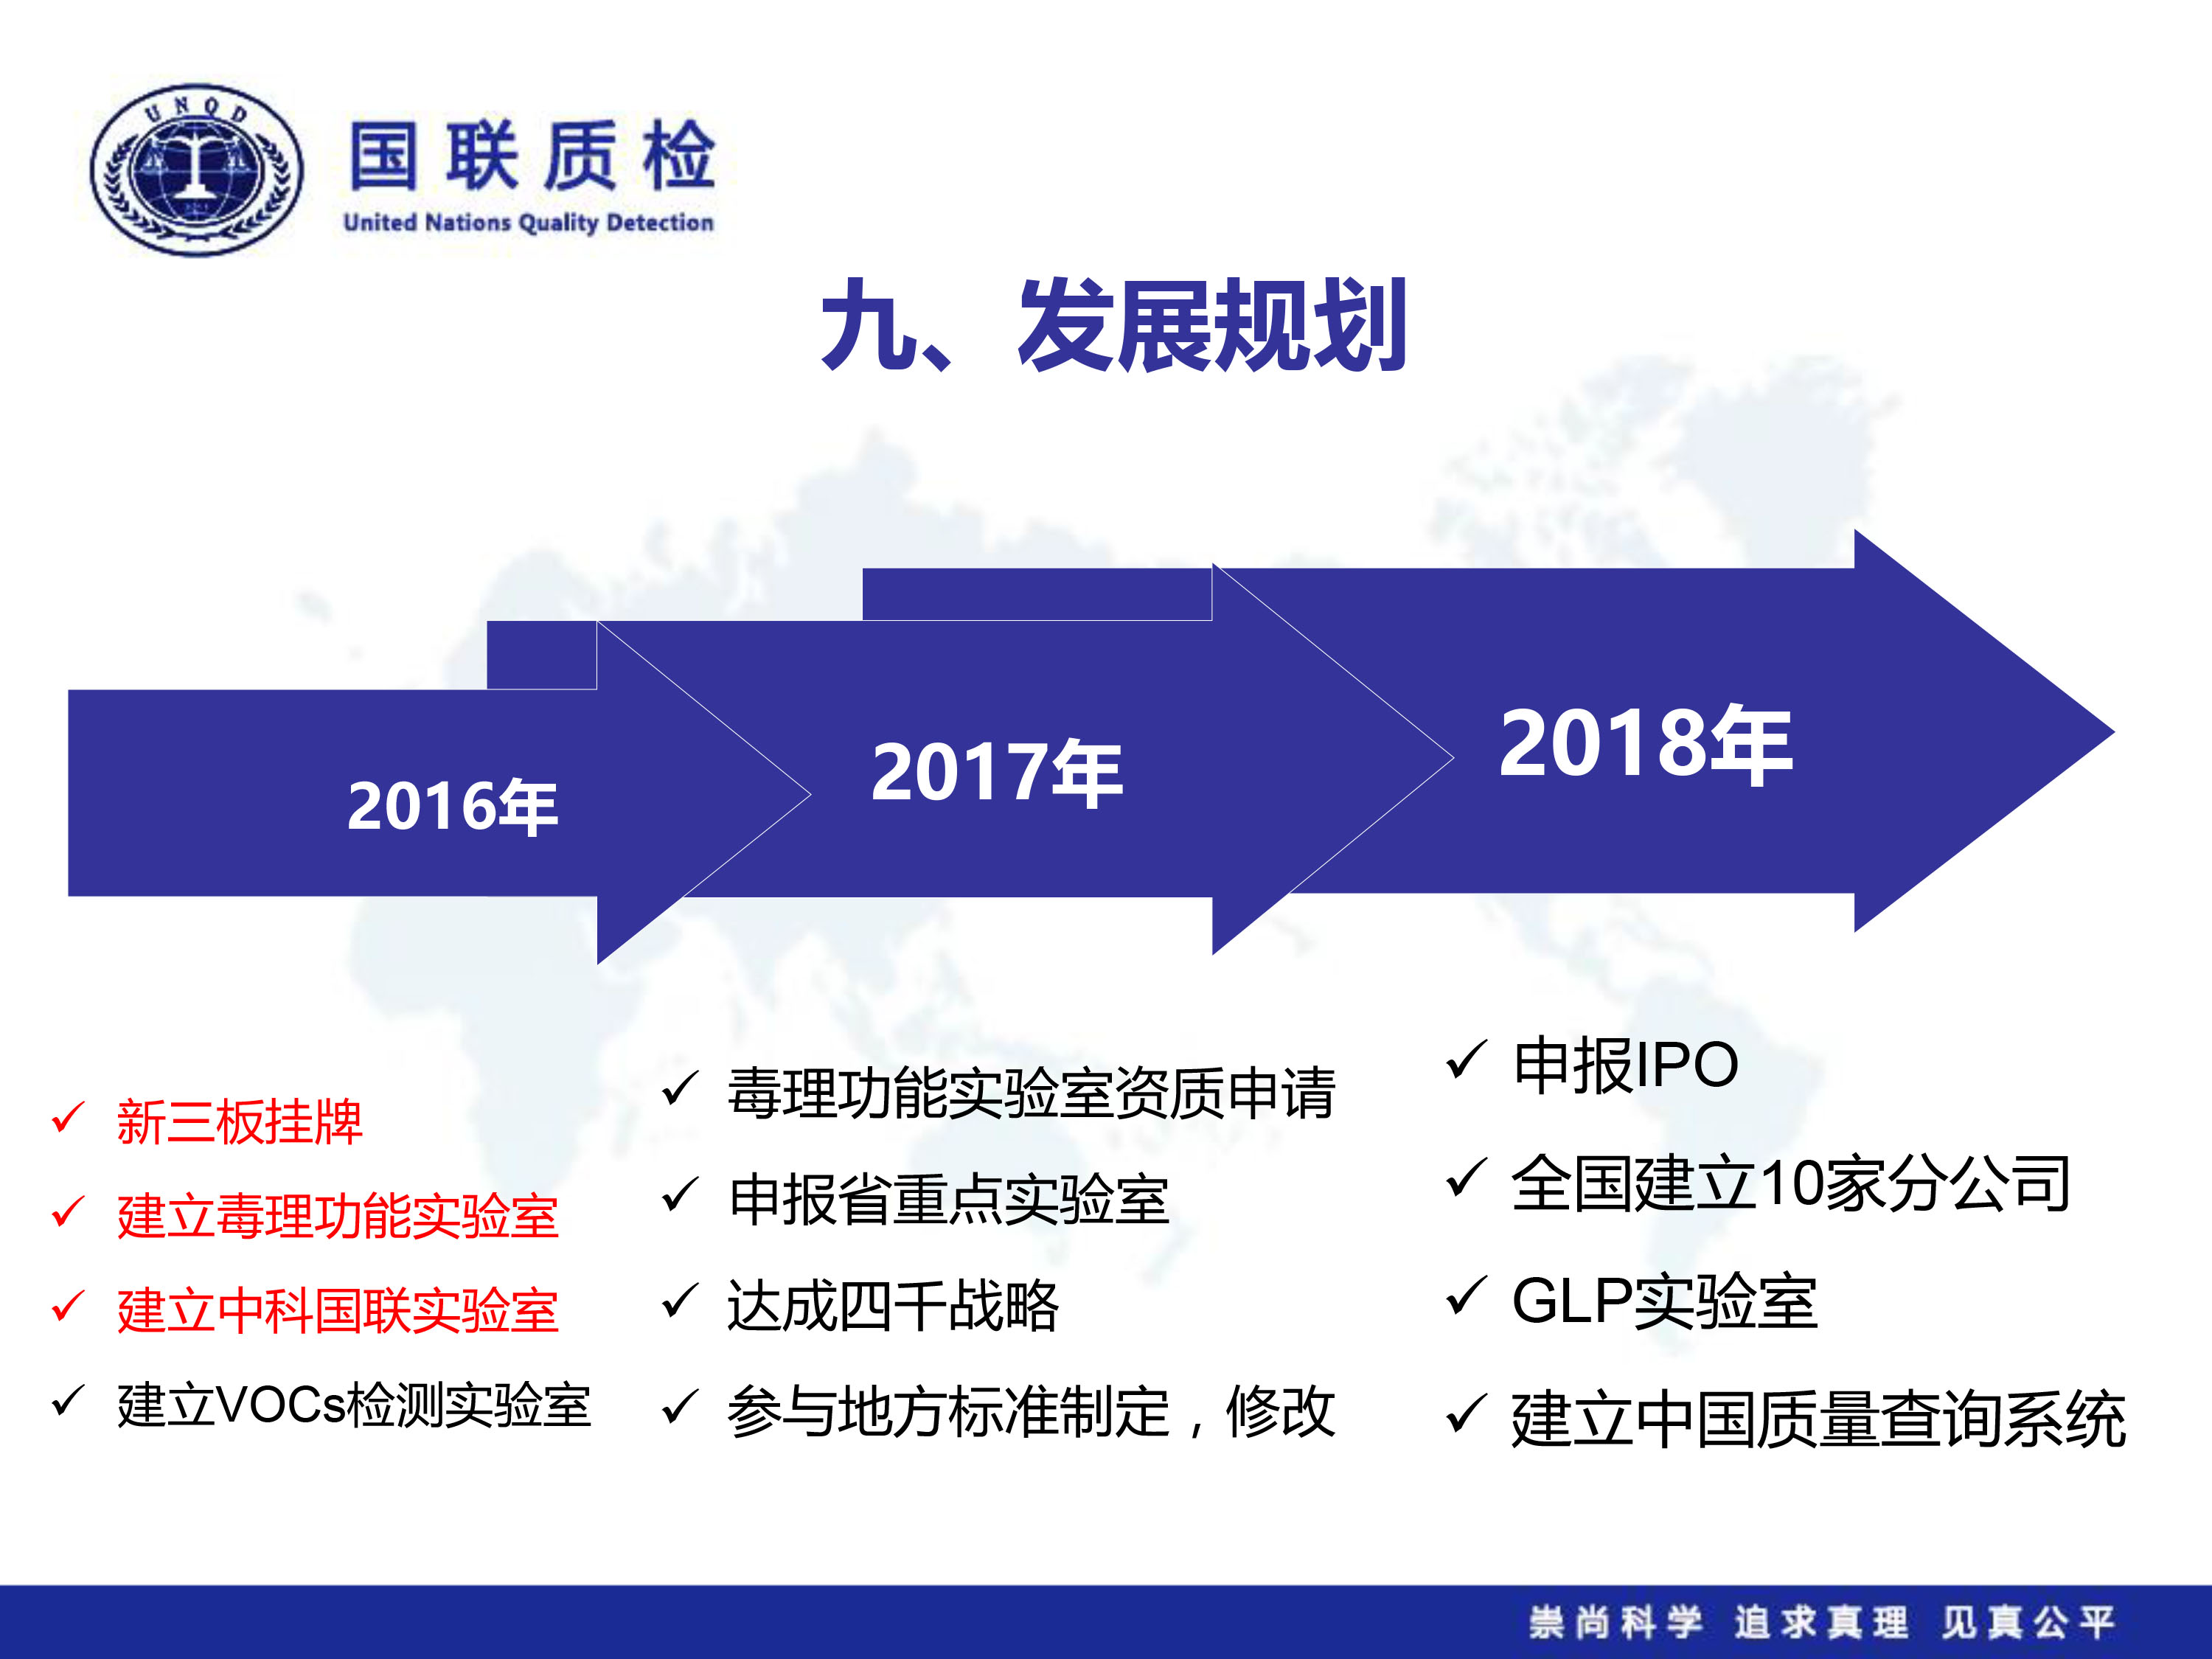 UNQD
国联质检
United Nations Quality Detection
九、发展规划
2016年
2017年
2018年
✓ 新三板挂牌
✓ 建立毒理功能实验室
✓ 建立中科国联实验室
✓ 建立VOCs检测实验室
✓ 毒理功能实验室资质申请
✓ 申报省重点实验室
✓ 达成四千战略
✓ 参与地方标准制定，修改
✓ 申报IPO
✓ 全国建立10家分公司
✓ GLP实验室
✓ 建立中国质量查询系统
崇尚科学 追求真理 见真公平